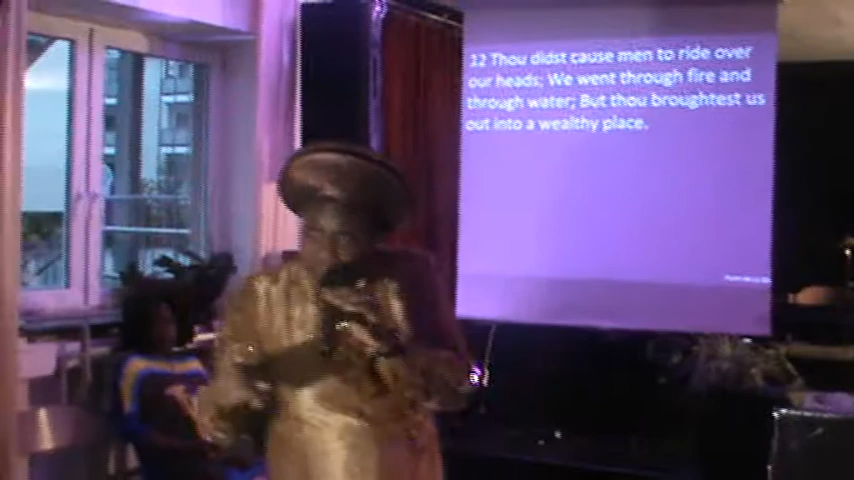 12 Thou didst cause men to ride over
our heads; We went through fire and
through water; But thou broughtest us
out into a wealthy place.